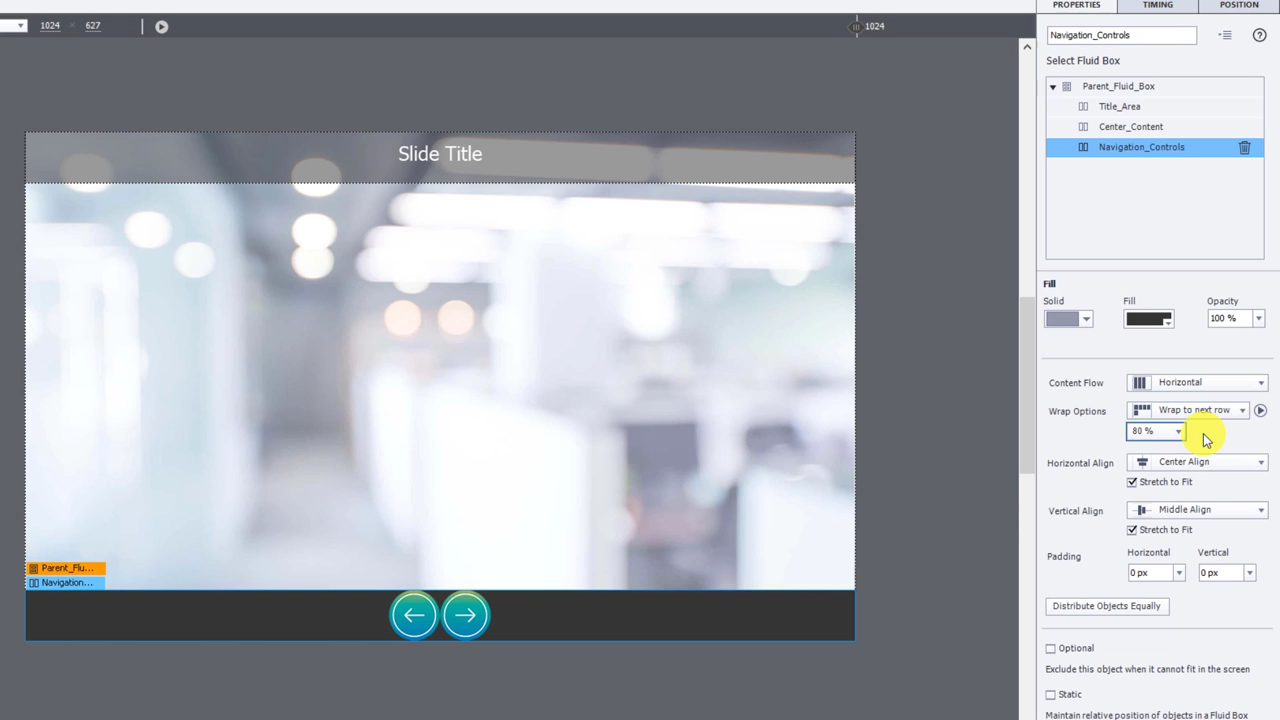 PROPERTIES TIMING POSITION
1024 × 627
1024
Navigation_Controls
Select Fluid Box
Parent_Fluid_Box
Title_Area
Center_Content
Navigation_Controls
Slide Title
Fill
Solid Fill Opacity
100 %
Content Flow Horizontal
Wrap Options Wrap to next row
80 %
Horizontal Align Center Align
Stretch to Fit
Vertical Align Middle Align
Stretch to Fit
Padding Horizontal Vertical
0 px 0 px
Parent_Flu...
Navigation...
Distribute Objects Equally
Optional
Exclude this object when it cannot fit in the screen
Static
Maintain relative position of objects in a Fluid Box